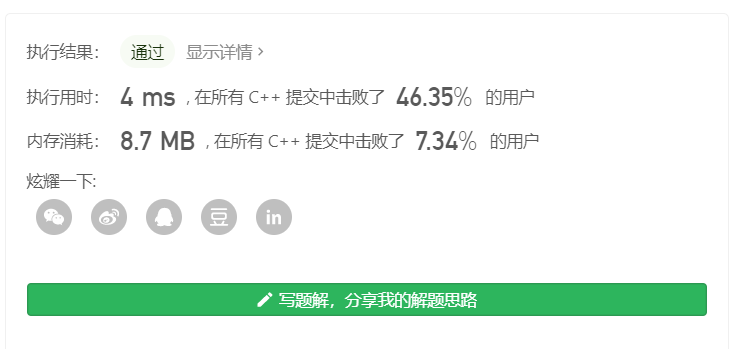 执行结果： 通过 显示详情 >
执行用时： 4 ms , 在所有 C++ 提交中击败了 46.35% 的用户
内存消耗： 8.7 MB , 在所有 C++ 提交中击败了 7.34% 的用户
炫耀一下:
豆 in
写题解，分享我的解题思路